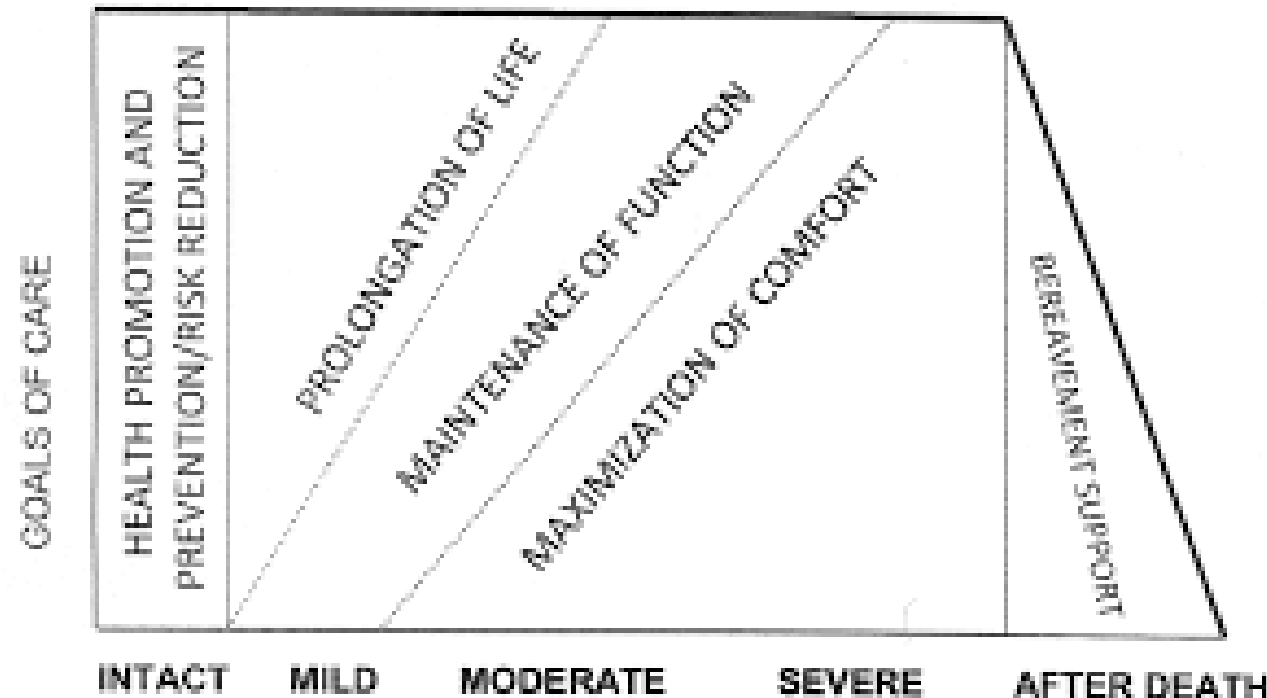 GOALS OF CARE
HEALTH PROMOTION AND
PREVENTION/RISK REDUCTION
PROLONGATION OF LIFE
MAINTENANCE OF FUNCTION
MAXIMIZATION OF COMFORT
BEREAVEMENT SUPPORT
INTACT MILD MODERATE SEVERE AFTER DEATH